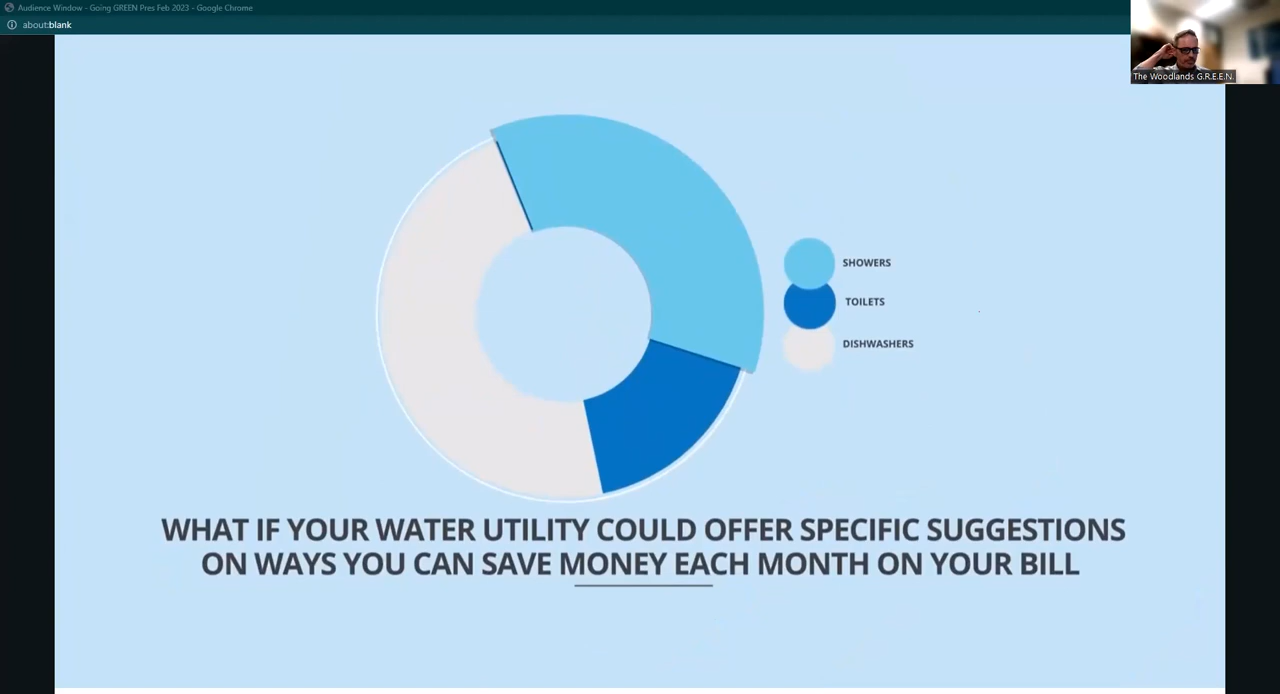 Audience Window - Going GREEN Pres Feb 2023 - Google Chrome
about:blank
The Woodlands G.R.E.E.N.
SHOWERS
TOILETS
DISHWASHERS
WHAT IF YOUR WATER UTILITY COULD OFFER SPECIFIC SUGGESTIONS
ON WAYS YOU CAN SAVE MONEY EACH MONTH ON YOUR BILL